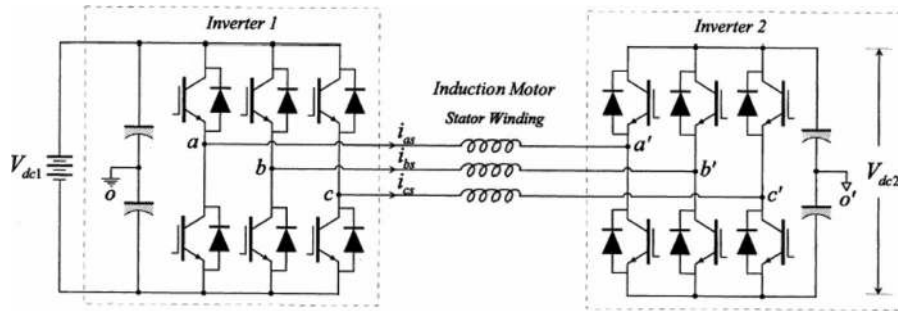 Inverter 1
Inverter 2
Induction Motor
Stator Winding
i_as
i_bs
i_cs
a
b
c
a'
b'
c'
V_dc1
V_dc2
o
o'